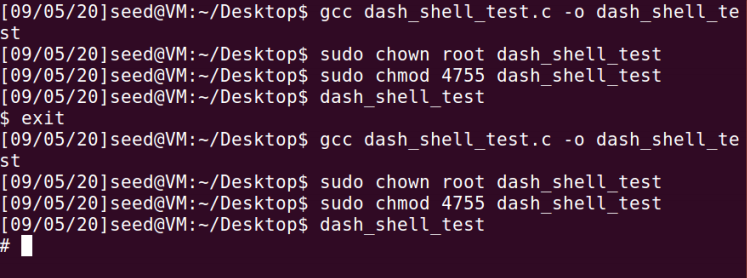 [09/05/20]seed@VM:~/Desktop$ gcc dash_shell_test.c -o dash_shell_te
st
[09/05/20]seed@VM:~/Desktop$ sudo chown root dash_shell_test
[09/05/20]seed@VM:~/Desktop$ sudo chmod 4755 dash_shell_test
[09/05/20]seed@VM:~/Desktop$ dash_shell_test
$ exit
[09/05/20]seed@VM:~/Desktop$ gcc dash_shell_test.c -o dash_shell_te
st
[09/05/20]seed@VM:~/Desktop$ sudo chown root dash_shell_test
[09/05/20]seed@VM:~/Desktop$ sudo chmod 4755 dash_shell_test
[09/05/20]seed@VM:~/Desktop$ dash_shell_test
#